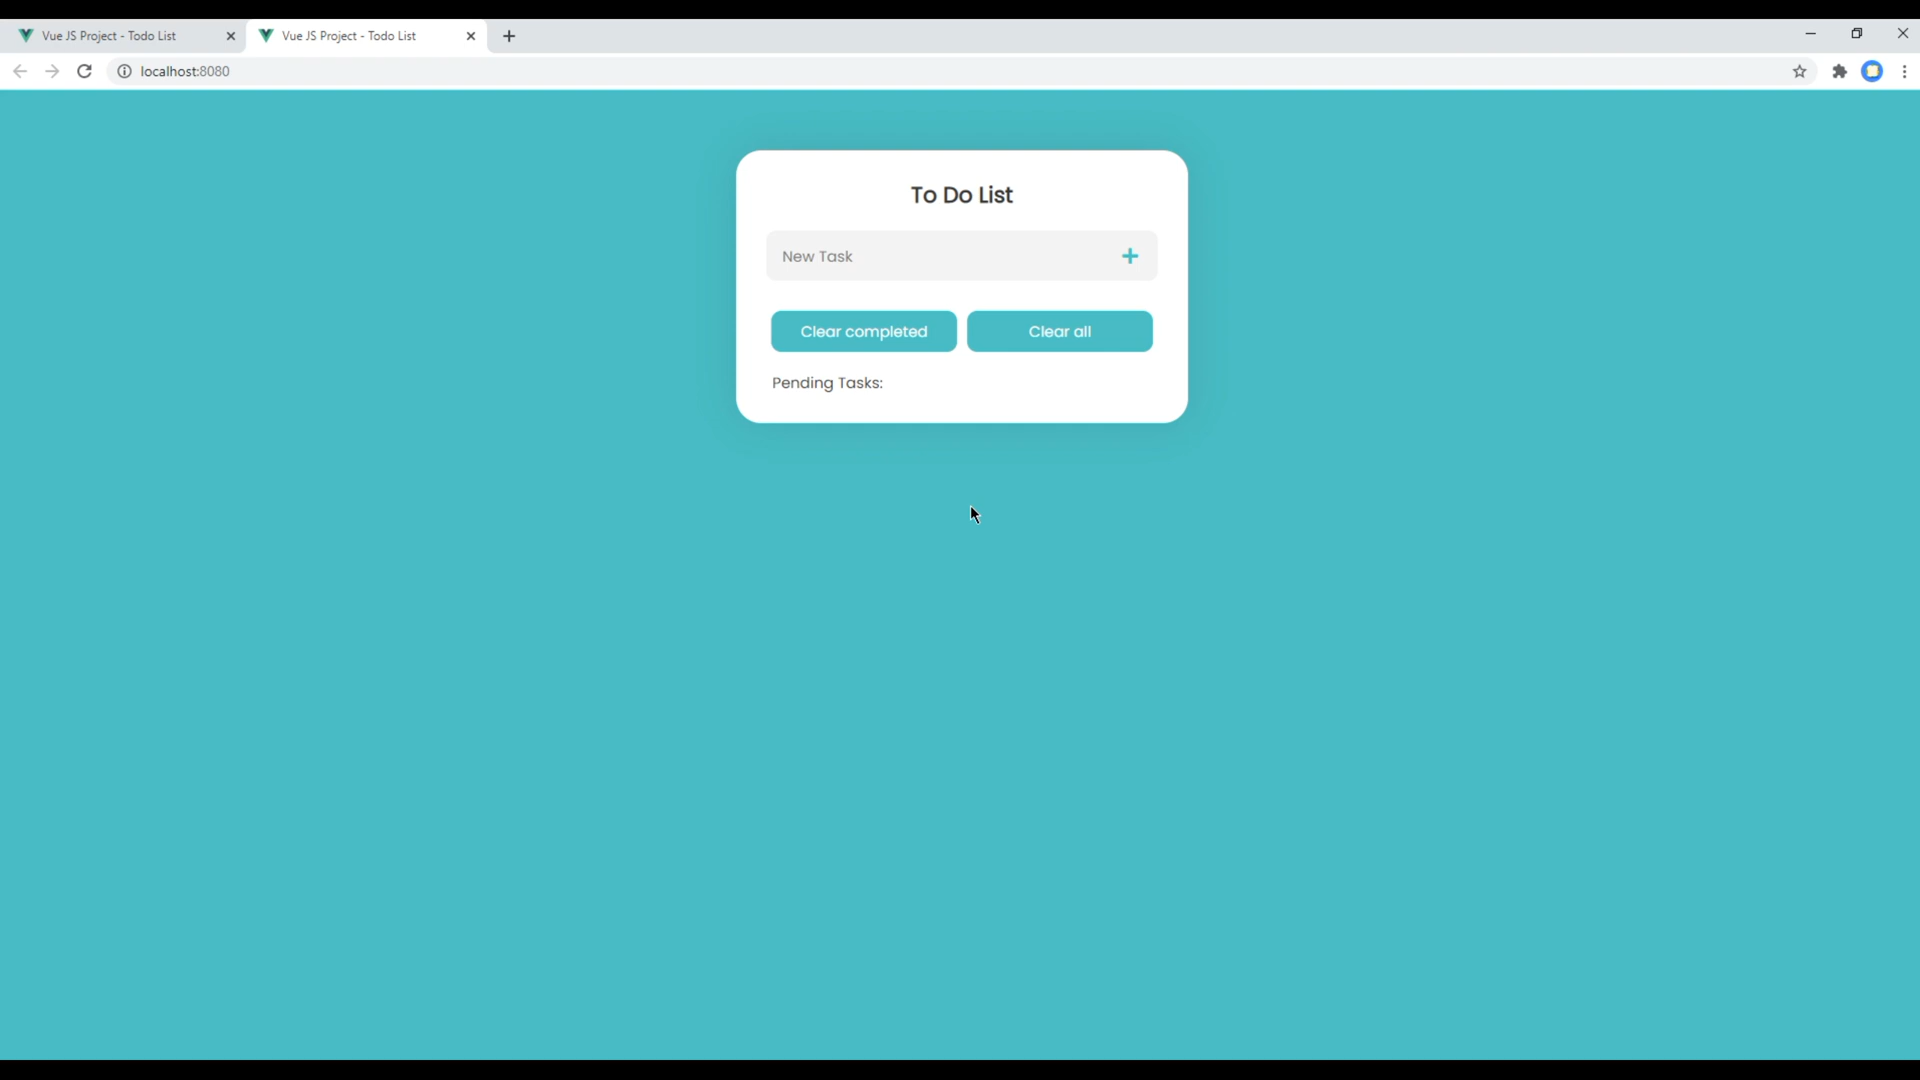 Vue JS Project - Todo List
Vue JS Project - Todo List
localhost:8080
To Do List
New Task
Clear completed
Clear all
Pending Tasks: